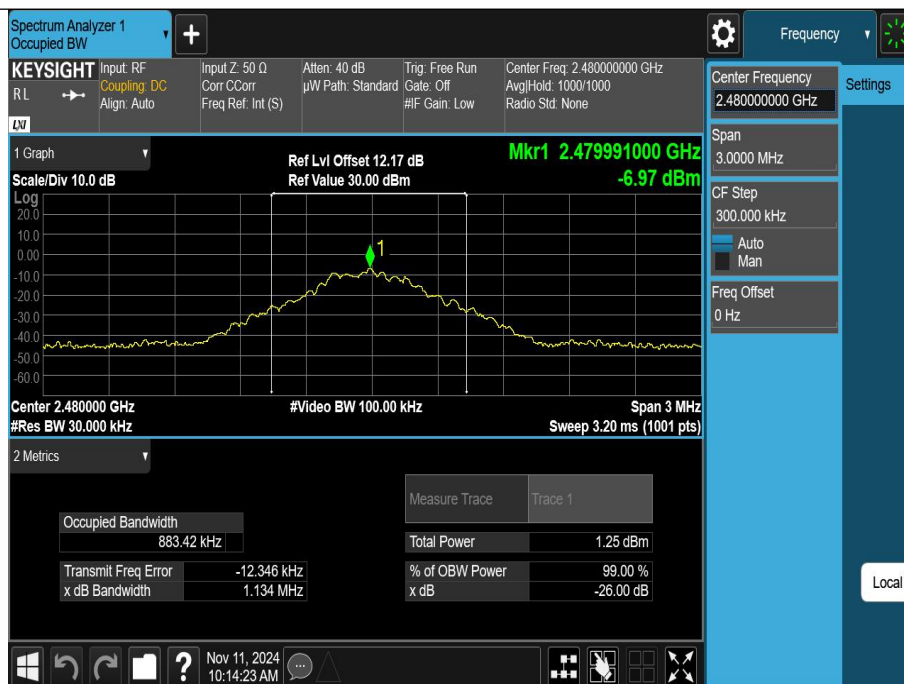 Spectrum Analyzer 1
Occupied BW
Frequency
KEYSIGHT
R L
LXI
Input: RF
Coupling: DC
Align: Auto
Input Z: 50 Ω
Corr CCorr
Freq Ref: Int (S)
Atten: 40 dB
µW Path: Standard
Trig: Free Run
Gate: Off
#IF Gain: Low
Center Freq: 2.480000000 GHz
Avg|Hold: 1000/1000
Radio Std: None
Center Frequency
2.480000000 GHz
Settings
Span
3.0000 MHz
CF Step
300.000 kHz
Auto
Man
Freq Offset
0 Hz
Local
1 Graph
Scale/Div 10.0 dB
Ref Lvl Offset 12.17 dB
Ref Value 30.00 dBm
Mkr1 2.479991000 GHz
-6.97 dBm
Log
20.0
10.0
0.00
-10.0
-20.0
-30.0
-40.0
-50.0
-60.0
1
Center 2.480000 GHz
#Video BW 100.00 kHz
Span 3 MHz
#Res BW 30.000 kHz
Sweep 3.20 ms (1001 pts)
2 Metrics
Measure Trace Trace 1
Occupied Bandwidth
883.42 kHz
Total Power 1.25 dBm
Transmit Freq Error -12.346 kHz
% of OBW Power 99.00 %
x dB Bandwidth 1.134 MHz
x dB -26.00 dB
?
Nov 11, 2024
10:14:23 AM